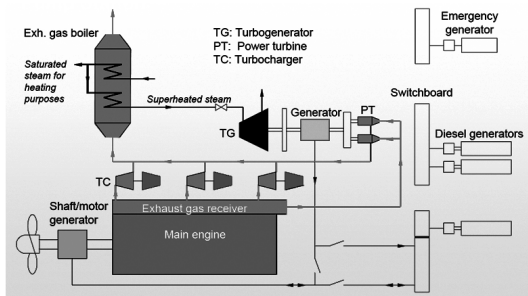 Exh. gas boiler
TG: Turbogenerator
PT: Power turbine
TC: Turbocharger
Emergency
generator
Saturated
steam for
heating
purposes
Superheated steam
Generator
PT
Switchboard
TG
Diesel generators
TC
Shaft/motor
generator
Exhaust gas receiver
Main engine